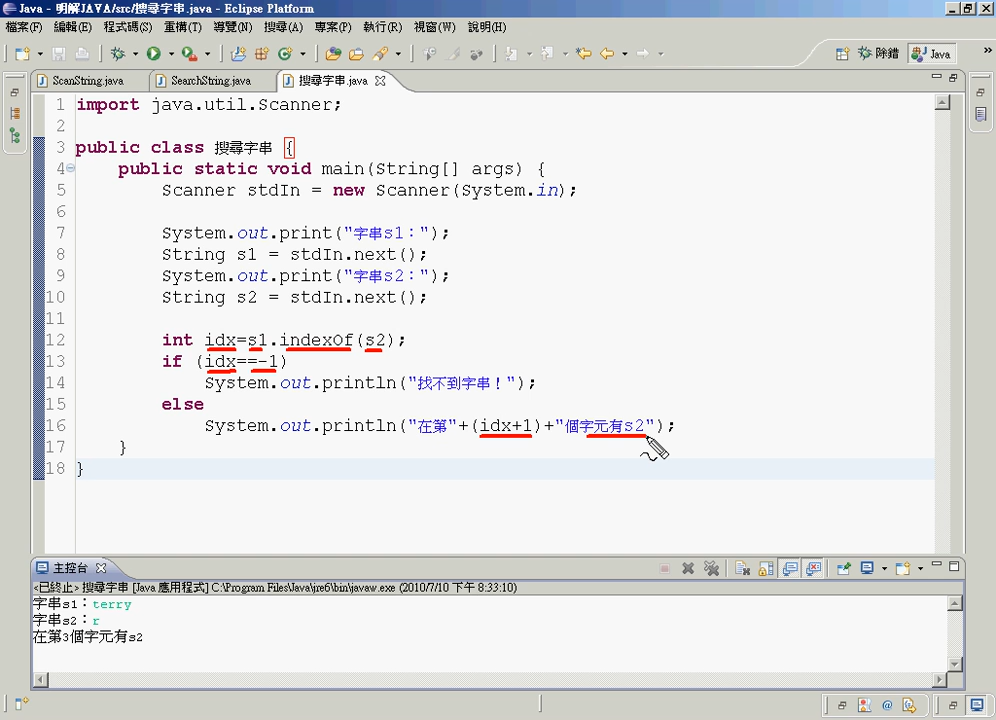 Java - 明解JAVA/src/搜尋字串.java - Eclipse Platform
檔案(F) 編輯(E) 程式碼(S) 重構(T) 導覽(N) 搜尋(A) 專案(P) 執行(R) 視窗(W) 說明(H)
除錯 Java »
ScanString.java SearchString.java 搜尋字串.java
1 import java.util.Scanner;
2
3 public class 搜尋字串 {
4 public static void main(String[] args) {
5 Scanner stdIn = new Scanner(System.in);
6
7 System.out.print("字串s1：");
8 String s1 = stdIn.next();
9 System.out.print("字串s2：");
10 String s2 = stdIn.next();
11
12 int idx=s1.indexOf(s2);
13 if (idx==-1)
14 System.out.println("找不到字串！");
15 else
16 System.out.println("在第"+(idx+1)+"個字元有s2");
17 }
18 }
主控台
<已終止> 搜尋字串 [Java 應用程式] C:\Program Files\Java\jre6\bin\javaw.exe (2010/7/10 下午 8:33:10)
字串s1：terry
字串s2：r
在第3個字元有s2